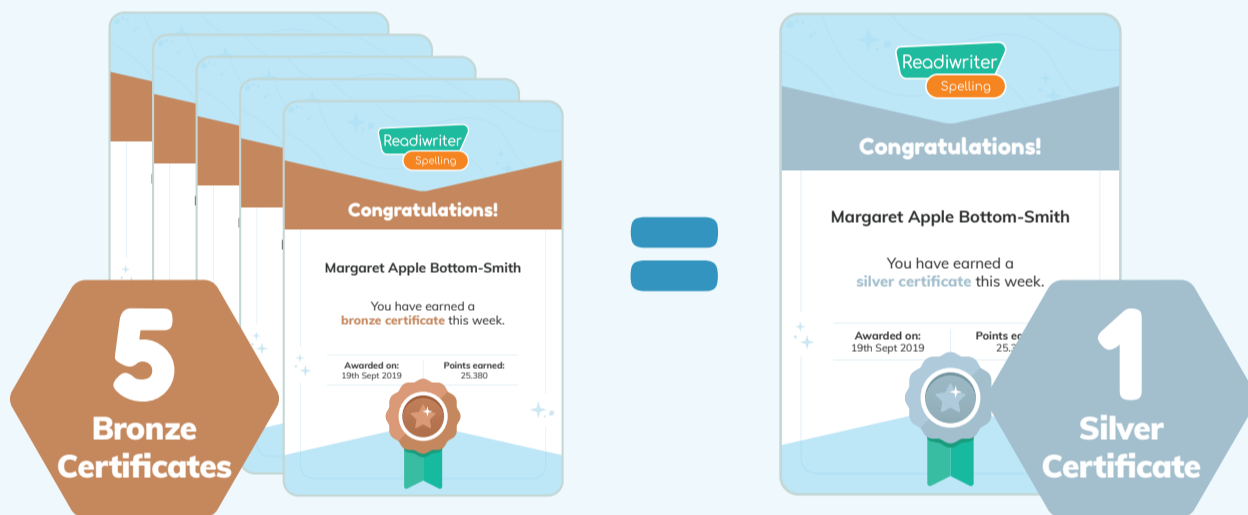 Readiwriter
Spelling
Congratulations!
Margaret Apple Bottom-Smith
You have earned a
bronze certificate this week.
Awarded on:
19th Sept 2019
Points earned:
25.380
5
Bronze
Certificates
Readiwriter
Spelling
Congratulations!
Margaret Apple Bottom-Smith
You have earned a
silver certificate this week.
Awarded on:
19th Sept 2019
Points
1
Silver
Certificate